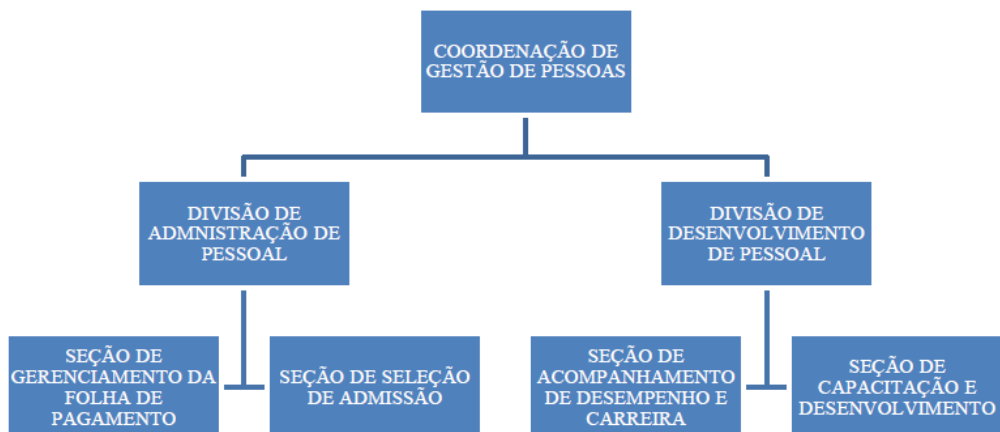 COORDENAÇÃO DE
GESTÃO DE PESSOAS
DIVISÃO DE
ADMNISTRAÇÃO DE
PESSOAL
DIVISÃO DE
DESENVOLVIMENTO
DE PESSOAL
SEÇÃO DE
GERENCIAMENTO DA
FOLHA DE
PAGAMENTO
SEÇÃO DE SELEÇÃO
DE ADMISSÃO
SEÇÃO DE
ACOMPANHAMENTO
DE DESEMPENHO E
CARREIRA
SEÇÃO DE
CAPACITAÇÃO E
DESENVOLVIMENTO